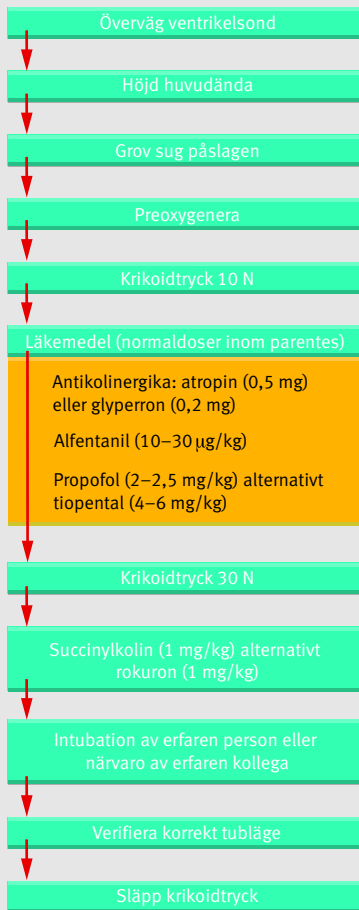 Överväg ventrikelsond
Höjd huvudända
Grov sug påslagen
Preoxygenera
Krikoidtryck 10 N
Läkemedel (normaldoser inom parentes)
Antikolinergika: atropin (0,5 mg)
eller glyperron (0,2 mg)
Alfentanil (10–30 µg/kg)
Propofol (2–2,5 mg/kg) alternativt
tiopental (4–6 mg/kg)
Krikoidtryck 30 N
Succinylkolin (1 mg/kg) alternativt
rokuron (1 mg/kg)
Intubation av erfaren person eller
närvaro av erfaren kollega
Verifiera korrekt tubläge
Släpp krikoidtryck